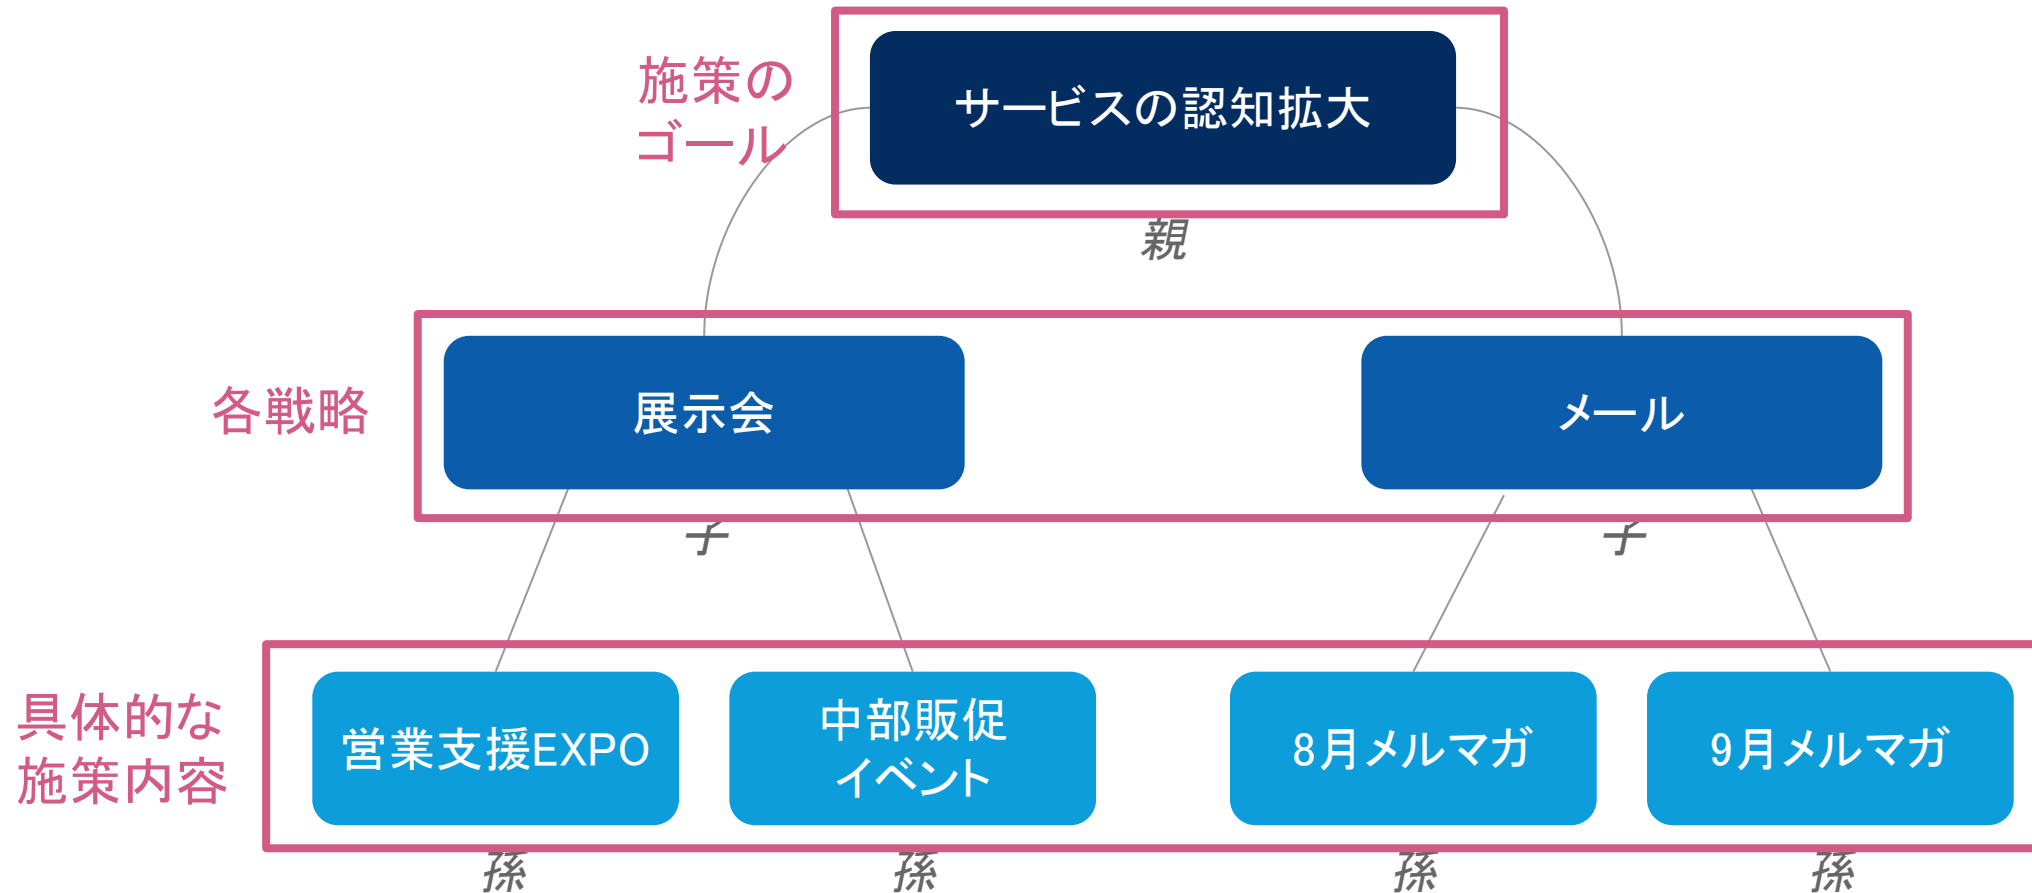 施策の
ゴール
サービスの認知拡大
親
各戦略
展示会
メール
子
子
具体的な
施策内容
営業支援EXPO
中部販促
イベント
8月メルマガ
9月メルマガ
孫
孫
孫
孫